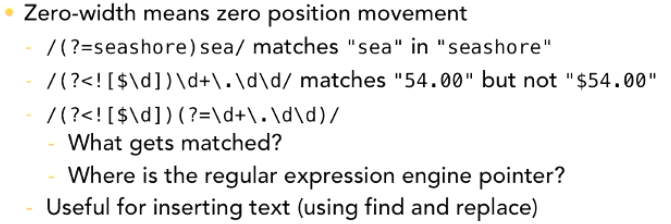 • Zero-width means zero position movement
- /(?=seashore)sea/ matches "sea" in "seashore"
- /(?<![$\d])\d+\.\d\d/ matches "54.00" but not "$54.00"
- /(?<![$\d])(?=\d+\.\d\d)/
- What gets matched?
- Where is the regular expression engine pointer?
- Useful for inserting text (using find and replace)